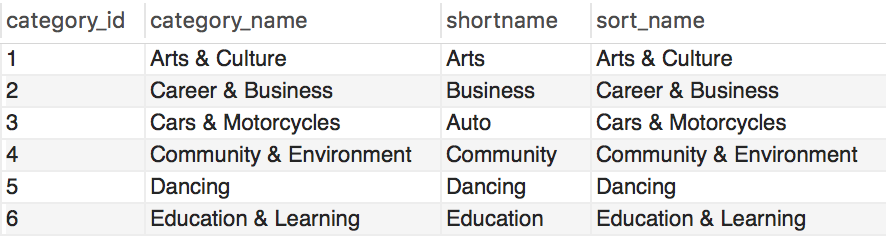 category_id category_name shortname sort_name
1 Arts & Culture Arts Arts & Culture
2 Career & Business Business Career & Business
3 Cars & Motorcycles Auto Cars & Motorcycles
4 Community & Environment Community Community & Environment
5 Dancing Dancing Dancing
6 Education & Learning Education Education & Learning